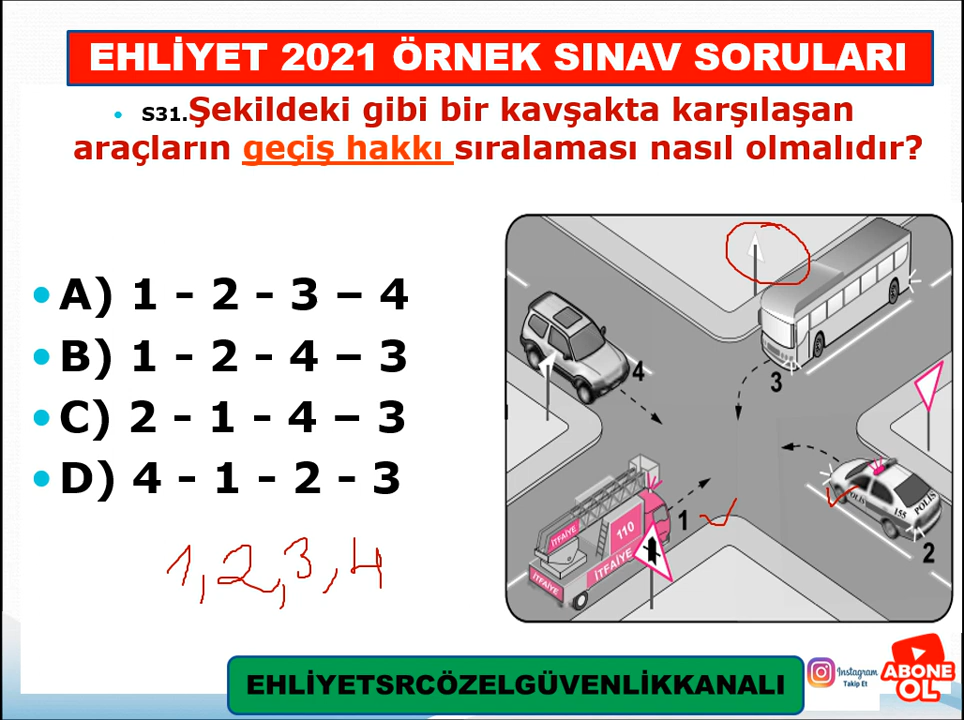 EHLİYET 2021 ÖRNEK SINAV SORULARI
• S31.Şekildeki gibi bir kavşakta karşılaşan
araçların geçiş hakkı sıralaması nasıl olmalıdır?
• A) 1 - 2 - 3 – 4
• B) 1 - 2 - 4 – 3
• C) 2 - 1 - 4 – 3
• D) 4 - 1 - 2 - 3
1, 2, 3, 4
4
3
1
2
İTFAİYE
110
İTFAİYE
İTFAİYE
POLİS
155
POLİS
EHLİYETSRCÖZELGÜVENLİKKANALI
Instagram
Takip Et
ABONE
OL